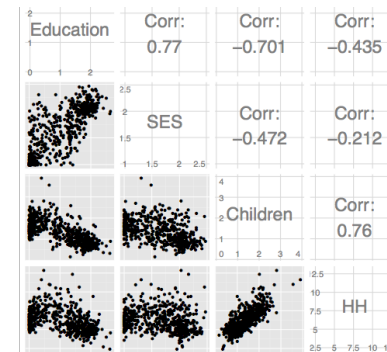 2
Education
Corr:
Corr:
Corr:
1
0.77
−0.701
−0.435
0
0 1 2
2.5
2
SES
Corr:
Corr:
1.5
−0.472
−0.212
1
1.5 2 2.5
4
3
Children
Corr:
2
0.76
1
0
0 1 2 3 4
12.5
10
HH
7.5
5
2.5
2.5 5 7.5 10